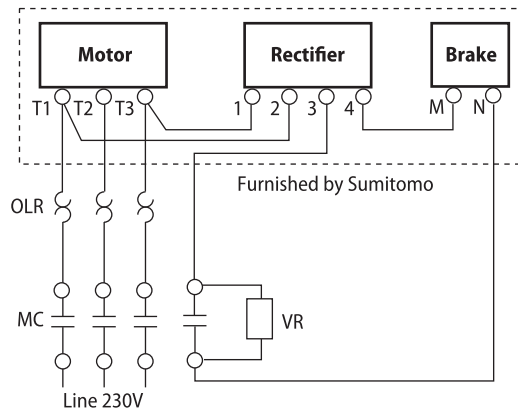 Motor Rectifier Brake
T1 T2 T3 1 2 3 4 M N
Furnished by Sumitomo
OLR
MC VR
Line 230V